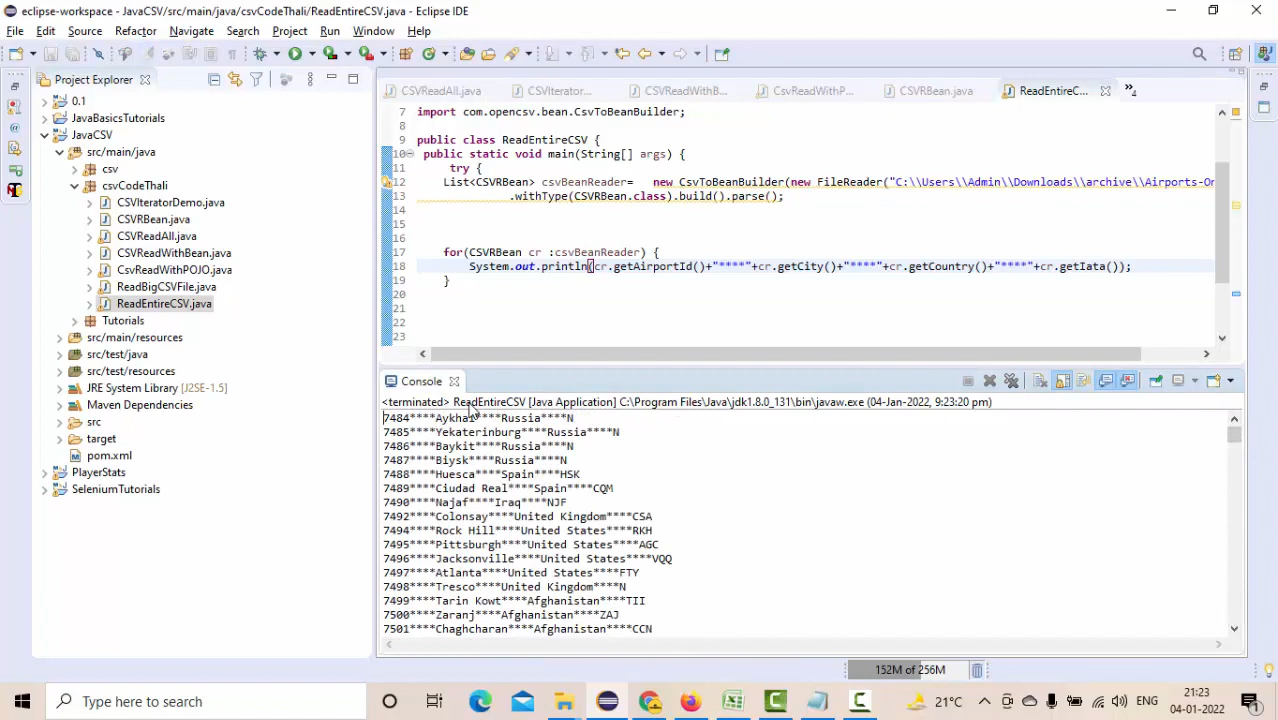 eclipse-workspace - JavaCSV/src/main/java/csvCodeThali/ReadEntireCSV.java - Eclipse IDE
File Edit Source Refactor Navigate Search Project Run Window Help
Project Explorer
0.1
JavaBasicsTutorials
JavaCSV
src/main/java
csv
csvCodeThali
CSVIteratorDemo.java
CSVRBean.java
CSVReadAll.java
CSVReadWithBean.java
CsvReadWithPOJO.java
ReadBigCSVFile.java
ReadEntireCSV.java
Tutorials
src/main/resources
src/test/java
src/test/resources
JRE System Library [J2SE-1.5]
Maven Dependencies
src
target
pom.xml
PlayerStats
SeleniumTutorials
CSVReadAll.java CSVIterator... CSVReadWithB... CsvReadWithP... CSVRBean.java ReadEntireC...
7 import com.opencsv.bean.CsvToBeanBuilder;
8
9 public class ReadEntireCSV {
10 public static void main(String[] args) {
11 try {
12 List<CSVRBean> csvBeanReader= new CsvToBeanBuilder(new FileReader("C:\\Users\\Admin\\Downloads\\archive\\Airports-On
13 .withType(CSVRBean.class).build().parse();
14
15
16
17 for(CSVRBean cr :csvBeanReader) {
18 System.out.println(cr.getAirportId()+"****"+cr.getCity()+"****"+cr.getCountry()+"****"+cr.getIata());
19 }
20
21
22
23
Console
<terminated> ReadEntireCSV [Java Application] C:\Program Files\Java\jdk1.8.0_131\bin\javaw.exe (04-Jan-2022, 9:23:20 pm)
7484****Aykhal****Russia****N
7485****Yekaterinburg****Russia****N
7486****Baykit****Russia****N
7487****Biysk****Russia****N
7488****Huesca****Spain****HSK
7489****Ciudad Real****Spain****CQM
7490****Najaf****Iraq****NJF
7492****Colonsay****United Kingdom****CSA
7494****Rock Hill****United States****RKH
7495****Pittsburgh****United States****AGC
7496****Jacksonville****United States****VQQ
7497****Atlanta****United States****FTY
7498****Tresco****United Kingdom****N
7499****Tarin Kowt****Afghanistan****TII
7500****Zaranj****Afghanistan****ZAJ
7501****Chaghcharan****Afghanistan****CCN
152M of 256M
Type here to search
21°C
ENG
21:23
04-01-2022